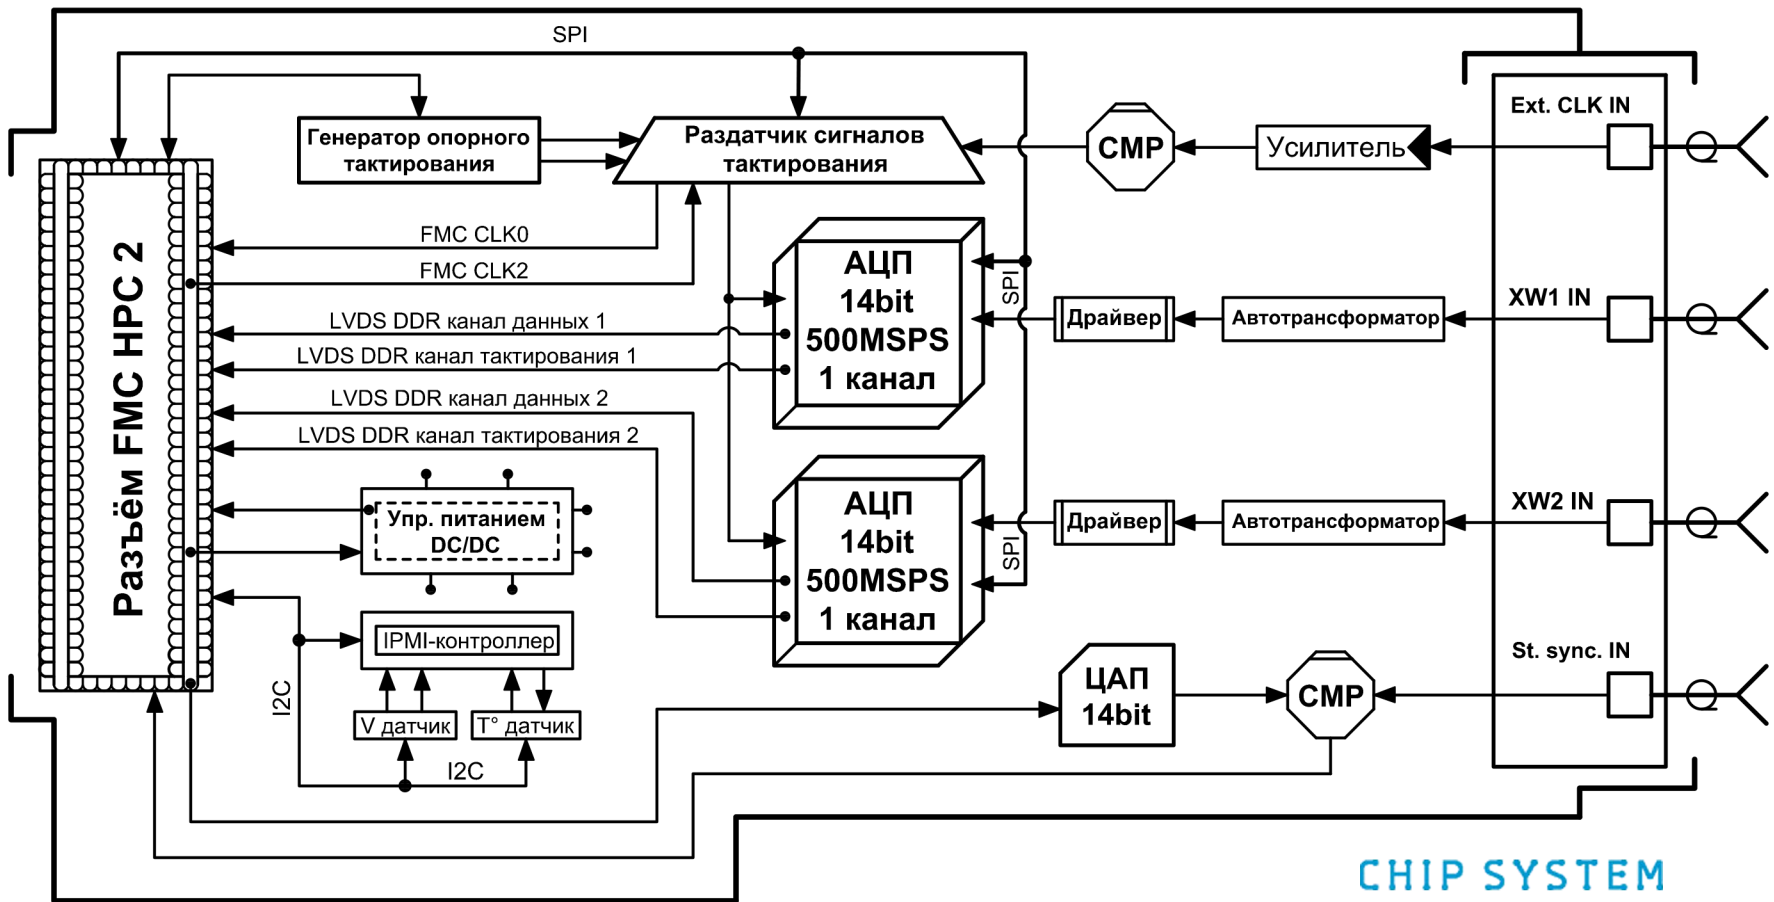 SPI
Ext. CLK IN
Генератор опорного
тактирования
Раздатчик сигналов
тактирования
CMP
Усилитель
FMC CLK0
FMC CLK2
Разъём FMC HPC 2
АЦП
14bit
500MSPS
1 канал
SPI
XW1 IN
Драйвер
Автотрансформатор
LVDS DDR канал данных 1
LVDS DDR канал тактирования 1
LVDS DDR канал данных 2
LVDS DDR канал тактирования 2
АЦП
14bit
500MSPS
1 канал
SPI
XW2 IN
Драйвер
Автотрансформатор
Упр. питанием
DC/DC
IPMI-контроллер
I2C
V датчик
T° датчик
I2C
ЦАП
14bit
CMP
St. sync. IN
CHIP SYSTEM